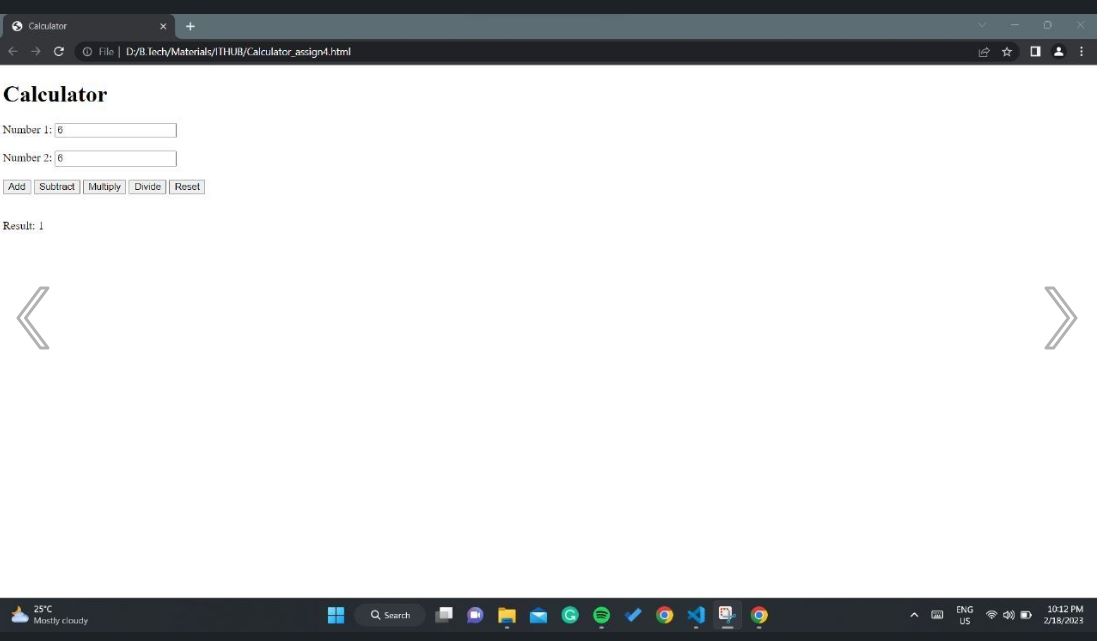 Calculator
File | D:/B.Tech/Materials/ITHUB/Calculator_assign4.html
Calculator
Number 1: 6
Number 2: 6
Add Subtract Multiply Divide Reset
Result: 1
25°C
Mostly cloudy
Search
ENG
US
10:12 PM
2/18/2023